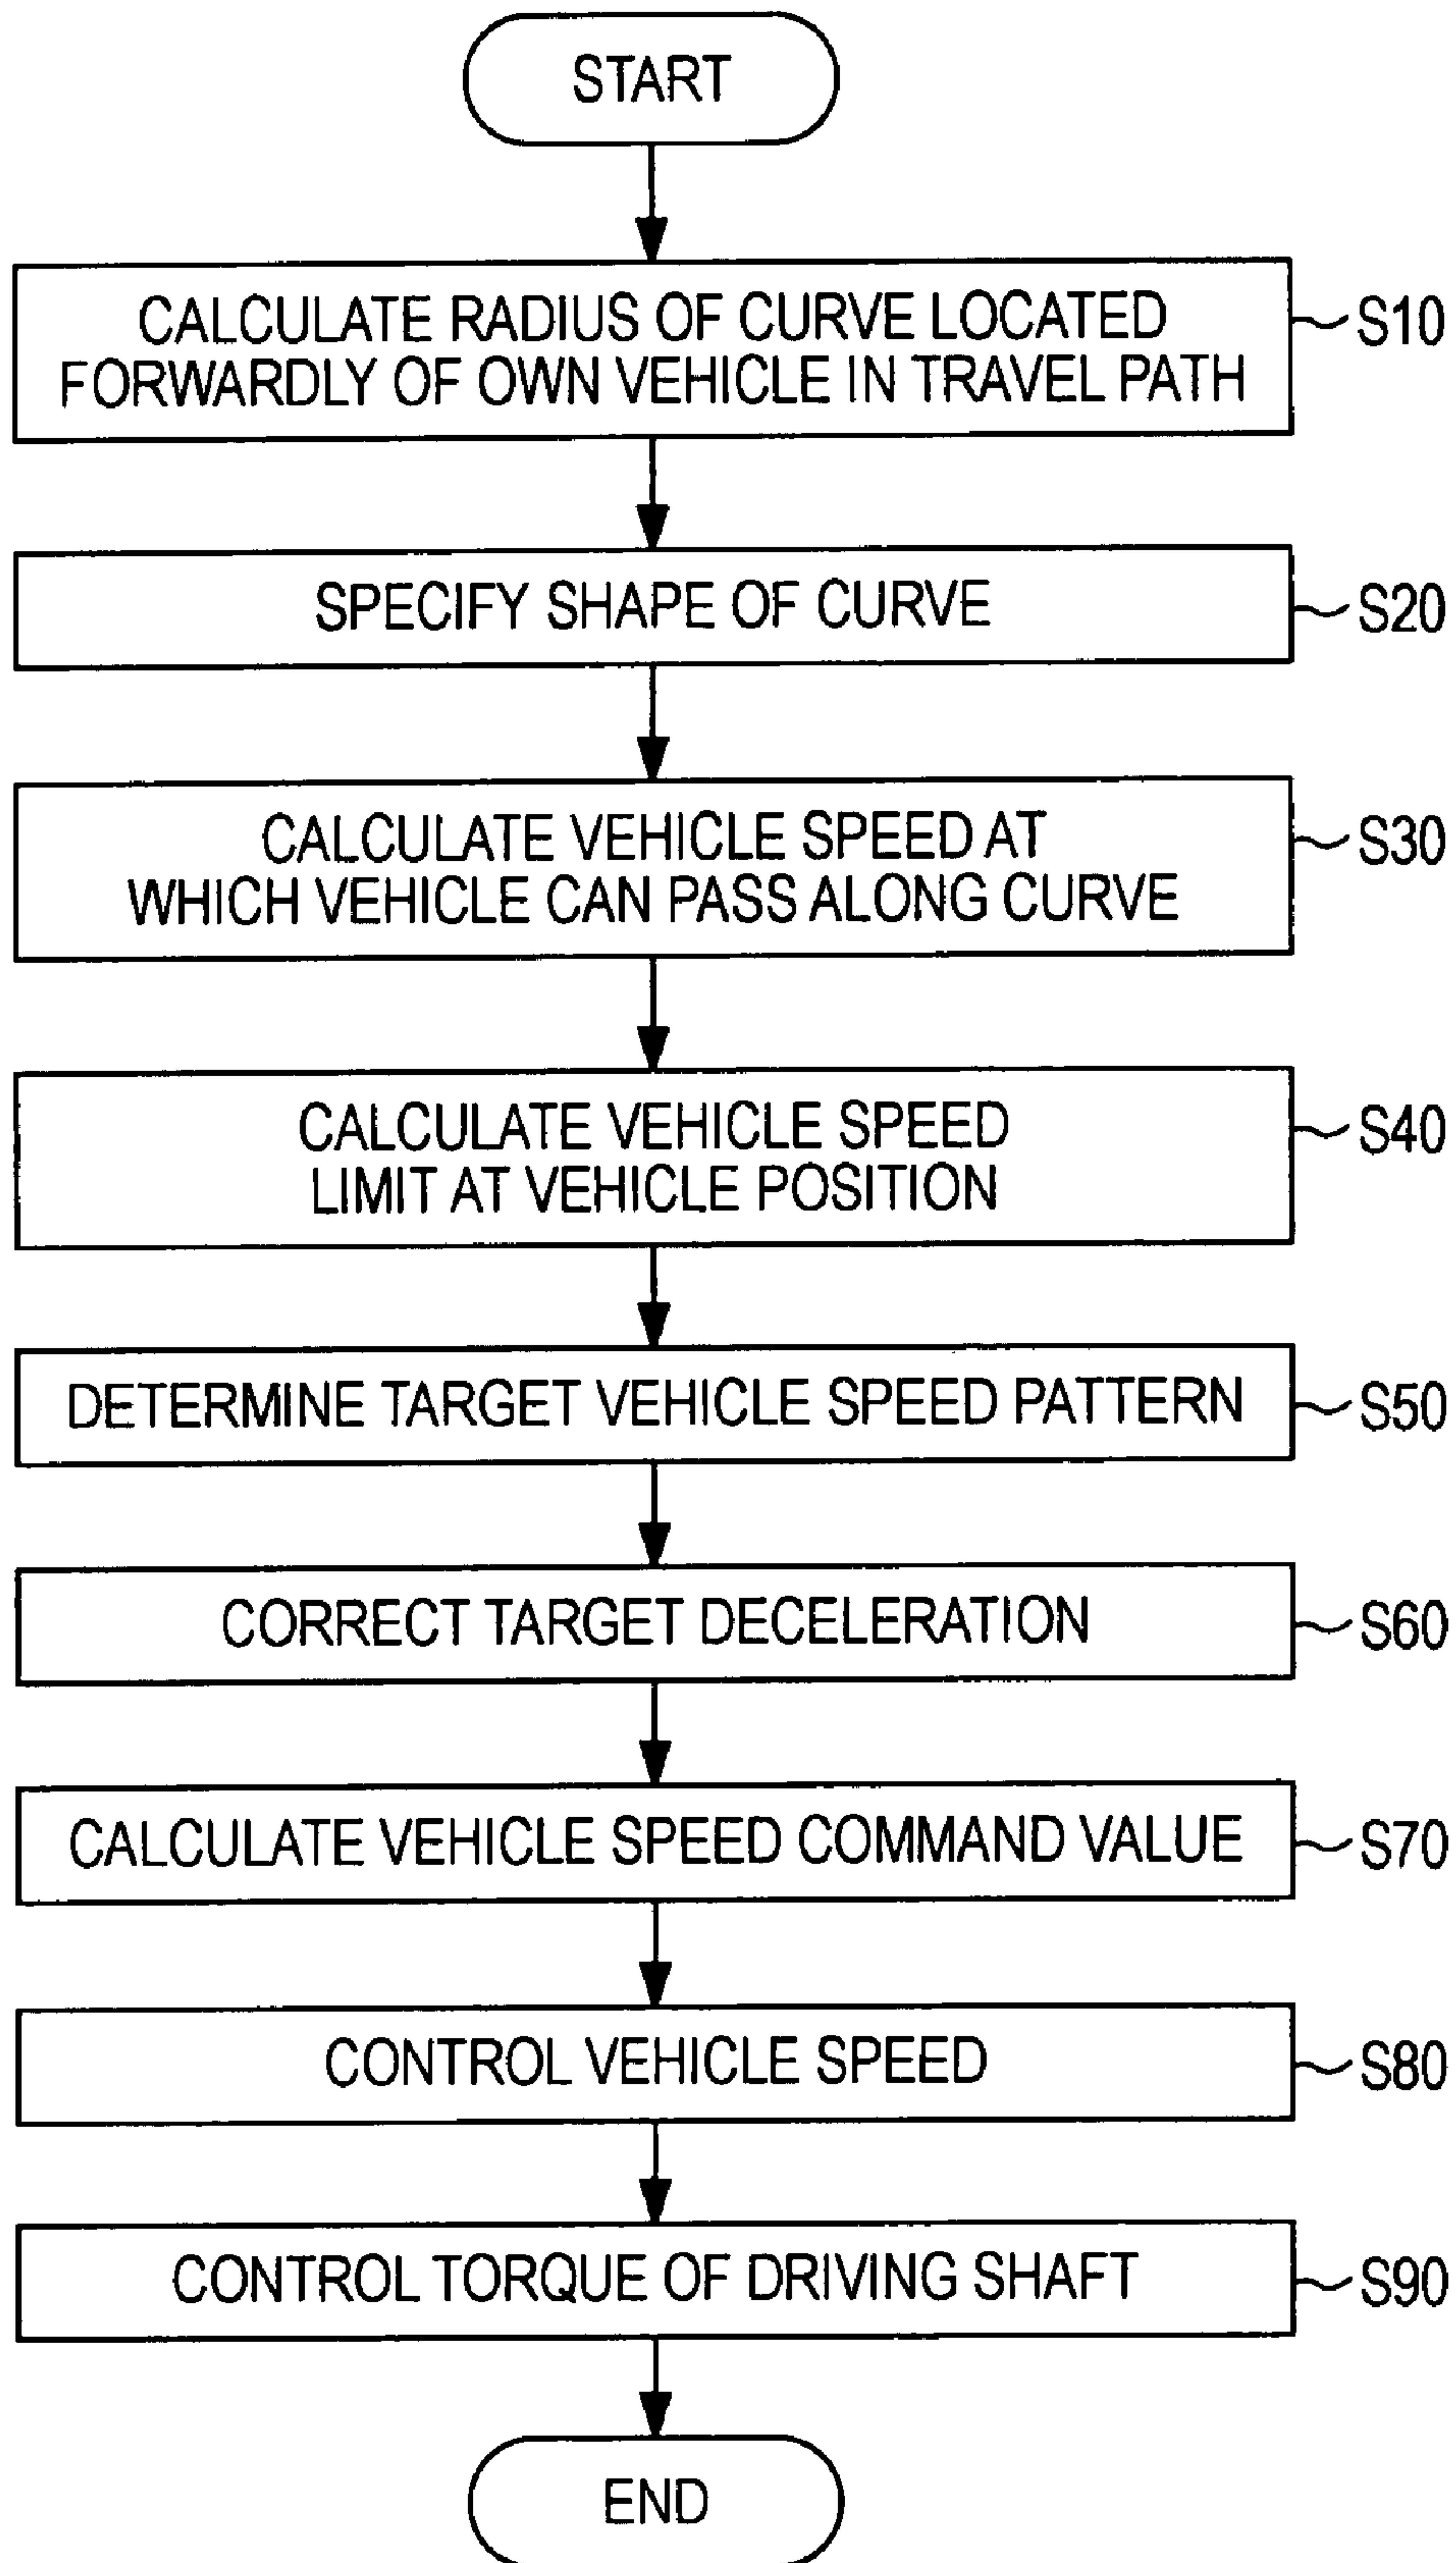 START
CALCULATE RADIUS OF CURVE LOCATED
FORWARDLY OF OWN VEHICLE IN TRAVEL PATH
S10
SPECIFY SHAPE OF CURVE
S20
CALCULATE VEHICLE SPEED AT
WHICH VEHICLE CAN PASS ALONG CURVE
S30
CALCULATE VEHICLE SPEED
LIMIT AT VEHICLE POSITION
S40
DETERMINE TARGET VEHICLE SPEED PATTERN
S50
CORRECT TARGET DECELERATION
S60
CALCULATE VEHICLE SPEED COMMAND VALUE
S70
CONTROL VEHICLE SPEED
S80
CONTROL TORQUE OF DRIVING SHAFT
S90
END